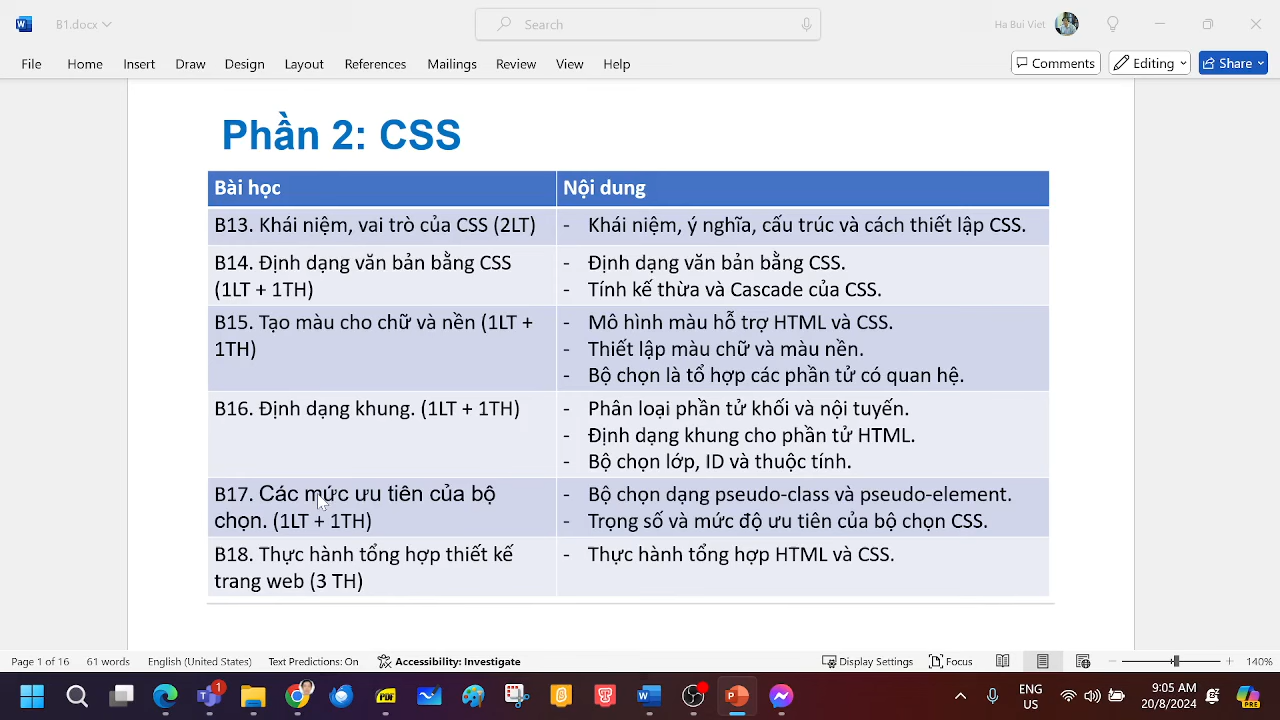 B1.docx
Search
Ha Bui Viet
File Home Insert Draw Design Layout References Mailings Review View Help
Comments Editing Share
Phần 2: CSS
Bài học Nội dung
B13. Khái niệm, vai trò của CSS (2LT)
- Khái niệm, ý nghĩa, cấu trúc và cách thiết lập CSS.
B14. Định dạng văn bản bằng CSS
(1LT + 1TH)
- Định dạng văn bản bằng CSS.
- Tính kế thừa và Cascade của CSS.
B15. Tạo màu cho chữ và nền (1LT +
1TH)
- Mô hình màu hỗ trợ HTML và CSS.
- Thiết lập màu chữ và màu nền.
- Bộ chọn là tổ hợp các phần tử có quan hệ.
B16. Định dạng khung. (1LT + 1TH)
- Phân loại phần tử khối và nội tuyến.
- Định dạng khung cho phần tử HTML.
- Bộ chọn lớp, ID và thuộc tính.
B17. Các mức ưu tiên của bộ
chọn. (1LT + 1TH)
- Bộ chọn dạng pseudo-class và pseudo-element.
- Trọng số và mức độ ưu tiên của bộ chọn CSS.
B18. Thực hành tổng hợp thiết kế
trang web (3 TH)
- Thực hành tổng hợp HTML và CSS.
Page 1 of 16 61 words English (United States) Text Predictions: On Accessibility: Investigate Display Settings Focus 140%
1
PDF
ENG
US
9:05 AM
20/8/2024
PRE